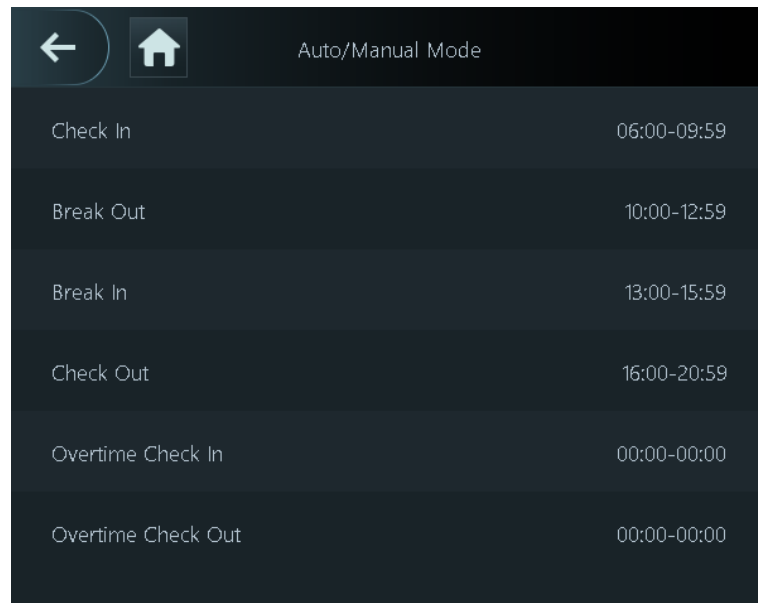 Auto/Manual Mode
Check In 06:00-09:59
Break Out 10:00-12:59
Break In 13:00-15:59
Check Out 16:00-20:59
Overtime Check In 00:00-00:00
Overtime Check Out 00:00-00:00